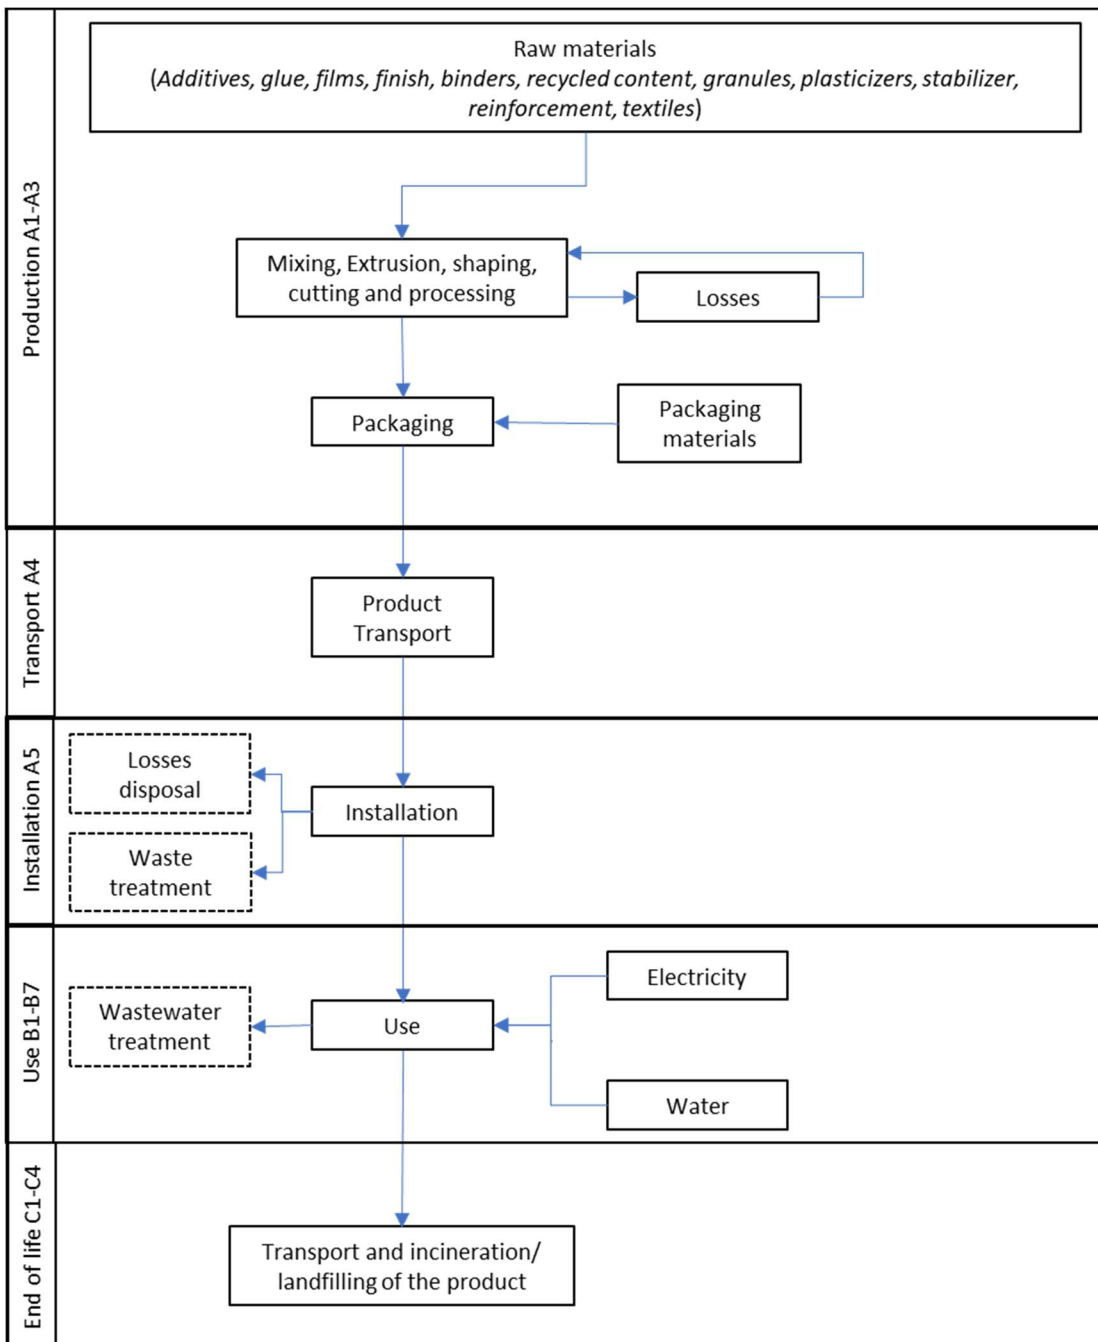 Production A1-A3
Raw materials
(Additives, glue, films, finish, binders, recycled content, granules, plasticizers, stabilizer,
reinforcement, textiles)
Mixing, Extrusion, shaping,
cutting and processing
Losses
Packaging
Packaging
materials
Transport A4
Product
Transport
Installation A5
Losses
disposal
Installation
Waste
treatment
Use B1-B7
Electricity
Wastewater
treatment
Use
Water
End of life C1-C4
Transport and incineration/
landfilling of the product